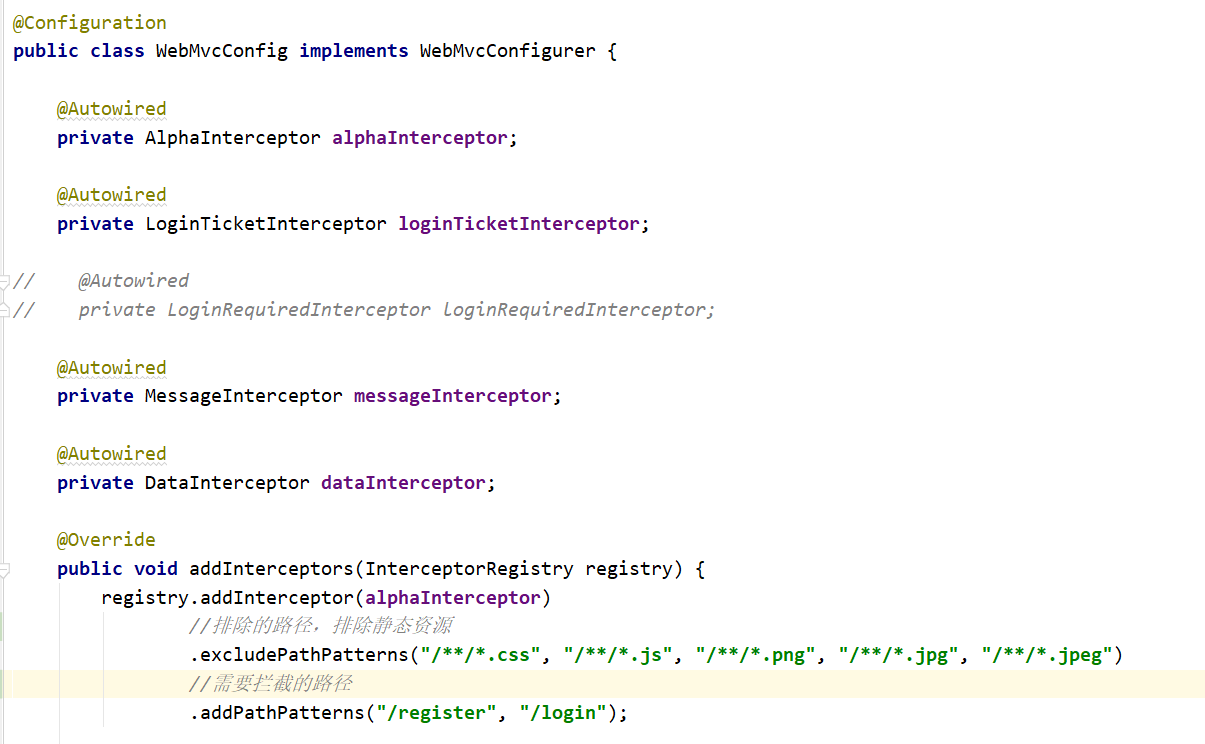 @Configuration
public class WebMvcConfig implements WebMvcConfigurer {
@Autowired
private AlphaInterceptor alphaInterceptor;
@Autowired
private LoginTicketInterceptor loginTicketInterceptor;
//    @Autowired
//    private LoginRequiredInterceptor loginRequiredInterceptor;
@Autowired
private MessageInterceptor messageInterceptor;
@Autowired
private DataInterceptor dataInterceptor;
@Override
public void addInterceptors(InterceptorRegistry registry) {
registry.addInterceptor(alphaInterceptor)
//排除的路径，排除静态资源
.excludePathPatterns("/**/*.css", "/**/*.js", "/**/*.png", "/**/*.jpg", "/**/*.jpeg")
//需要拦截的路径
.addPathPatterns("/register", "/login");